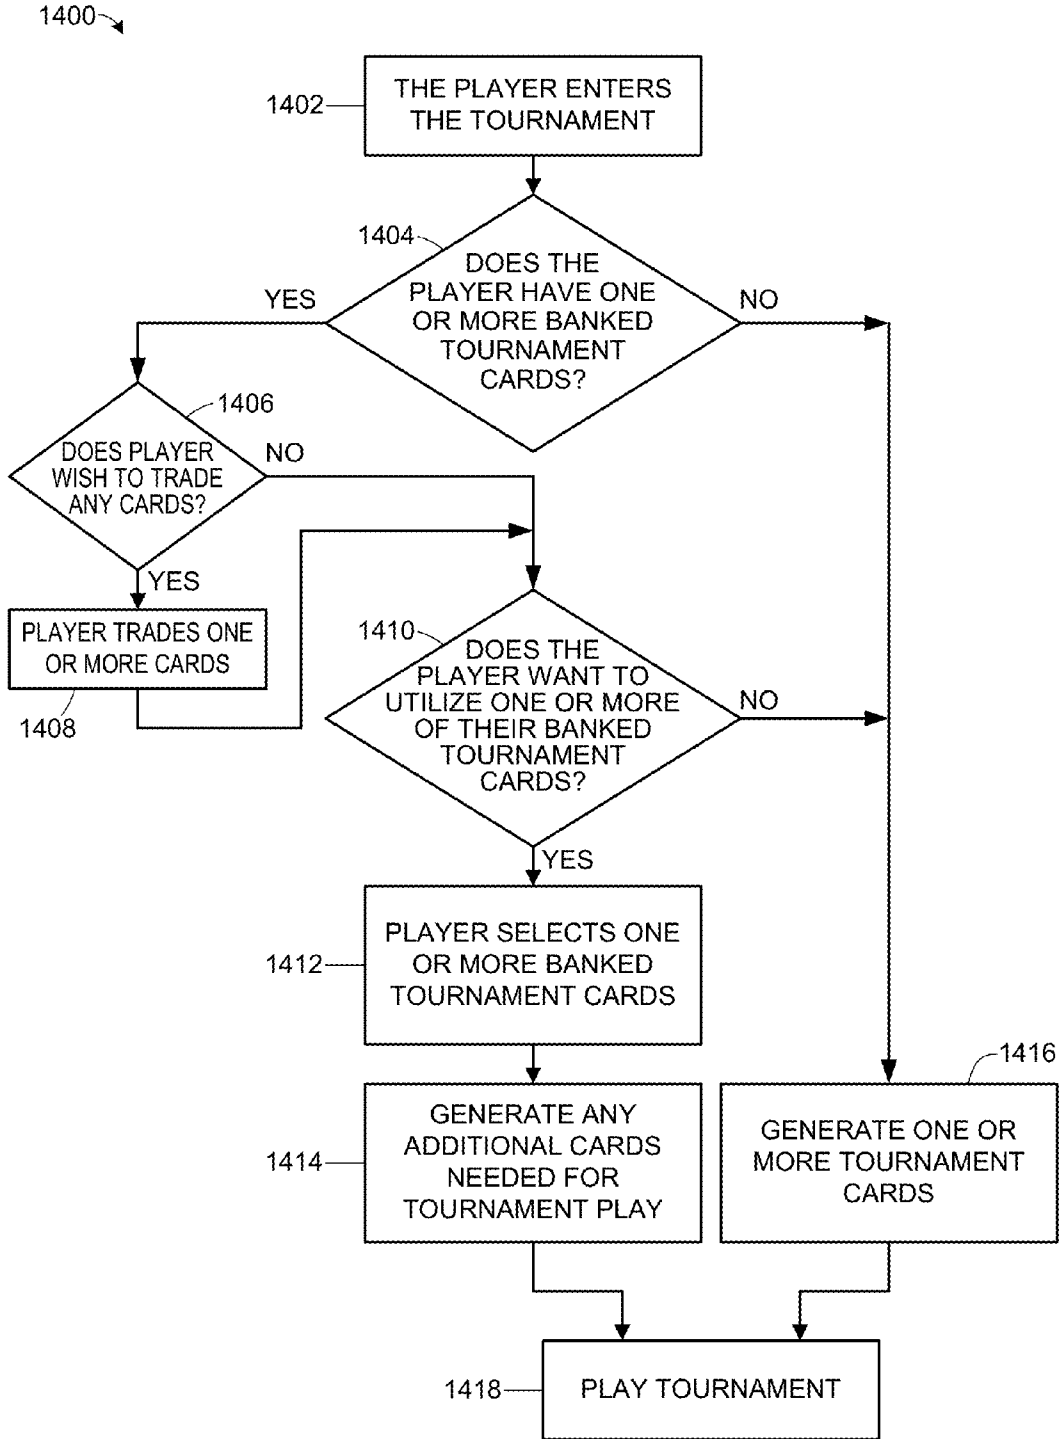 1400
THE PLAYER ENTERS
THE TOURNAMENT
1402
1404
DOES THE
PLAYER HAVE ONE
OR MORE BANKED
TOURNAMENT
CARDS?
YES
NO
1406
DOES PLAYER
WISH TO TRADE
ANY CARDS?
NO
YES
PLAYER TRADES ONE
OR MORE CARDS
1408
1410
DOES THE
PLAYER WANT TO
UTILIZE ONE OR MORE
OF THEIR BANKED
TOURNAMENT
CARDS?
NO
YES
PLAYER SELECTS ONE
OR MORE BANKED
TOURNAMENT CARDS
1412
GENERATE ANY
ADDITIONAL CARDS
NEEDED FOR
TOURNAMENT PLAY
1414
1416
GENERATE ONE OR
MORE TOURNAMENT
CARDS
1418
PLAY TOURNAMENT